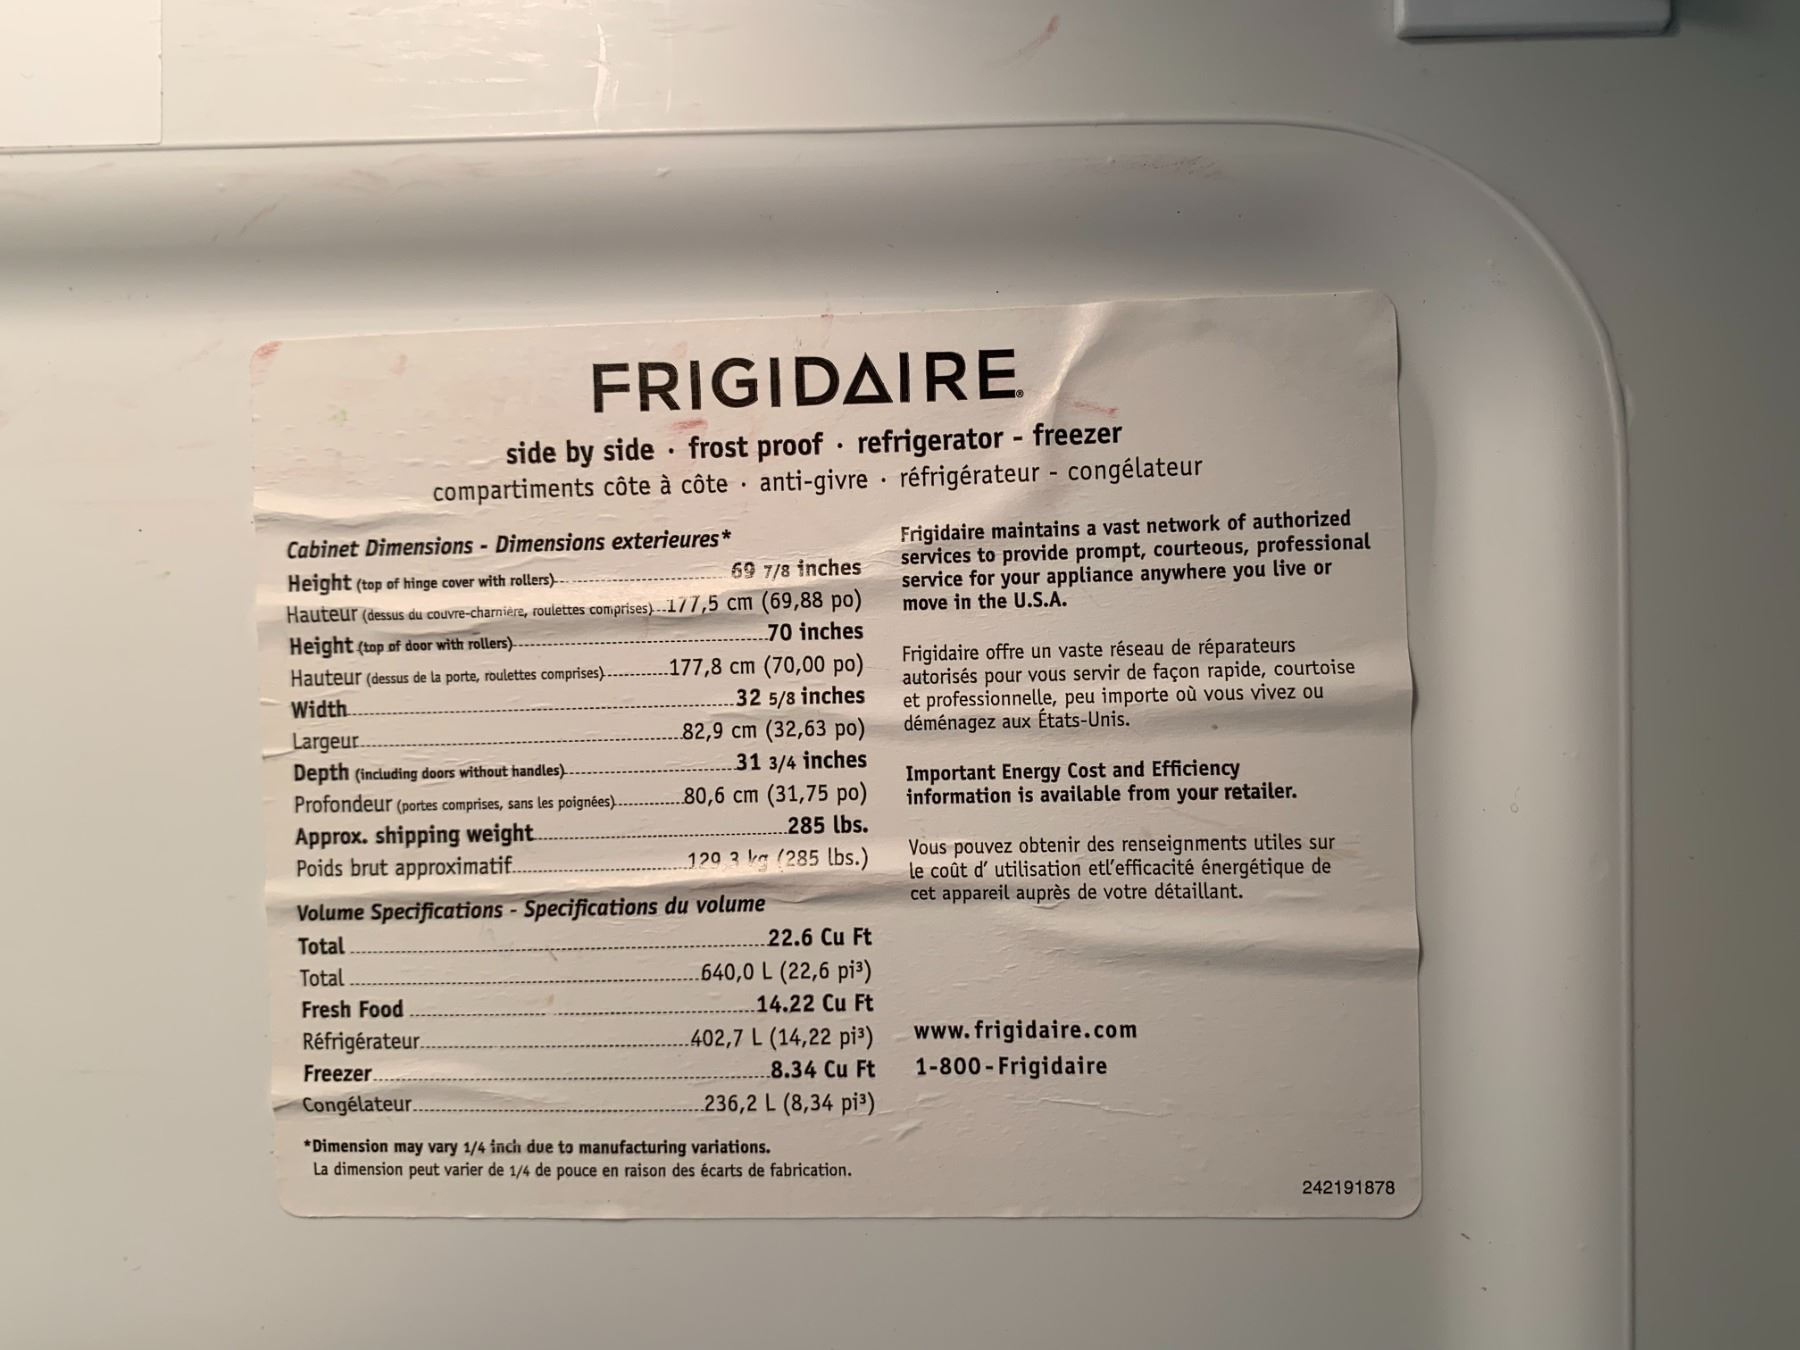 FRIGIDAIRE®
side by side · frost proof · refrigerator - freezer
compartiments côte à côte · anti-givre · réfrigérateur - congélateur
Cabinet Dimensions - Dimensions exterieures*
Height (top of hinge cover with rollers) 69 7/8 inches
Hauteur (dessus du couvre-charnière, roulettes comprises) 177,5 cm (69,88 po)
Height (top of door with rollers) 70 inches
Hauteur (dessus de la porte, roulettes comprises) 177,8 cm (70,00 po)
Width 32 5/8 inches
Largeur 82,9 cm (32,63 po)
Depth (including doors without handles) 31 3/4 inches
Profondeur (portes comprises, sans les poignées) 80,6 cm (31,75 po)
Approx. shipping weight 285 lbs.
Poids brut approximatif 129,3 kg (285 lbs.)
Volume Specifications - Specifications du volume
Total 22.6 Cu Ft
Total 640,0 L (22,6 pi³)
Fresh Food 14.22 Cu Ft
Réfrigérateur 402,7 L (14,22 pi³)
Freezer 8.34 Cu Ft
Congélateur 236,2 L (8,34 pi³)
*Dimension may vary 1/4 inch due to manufacturing variations.
La dimension peut varier de 1/4 de pouce en raison des écarts de fabrication.
Frigidaire maintains a vast network of authorized
services to provide prompt, courteous, professional
service for your appliance anywhere you live or
move in the U.S.A.
Frigidaire offre un vaste réseau de réparateurs
autorisés pour vous servir de façon rapide, courtoise
et professionnelle, peu importe où vous vivez ou
déménagez aux États-Unis.
Important Energy Cost and Efficiency
information is available from your retailer.
Vous pouvez obtenir des renseignments utiles sur
le coût d' utilisation etl'efficacité énergétique de
cet appareil auprès de votre détaillant.
www.frigidaire.com
1-800-Frigidaire
242191878